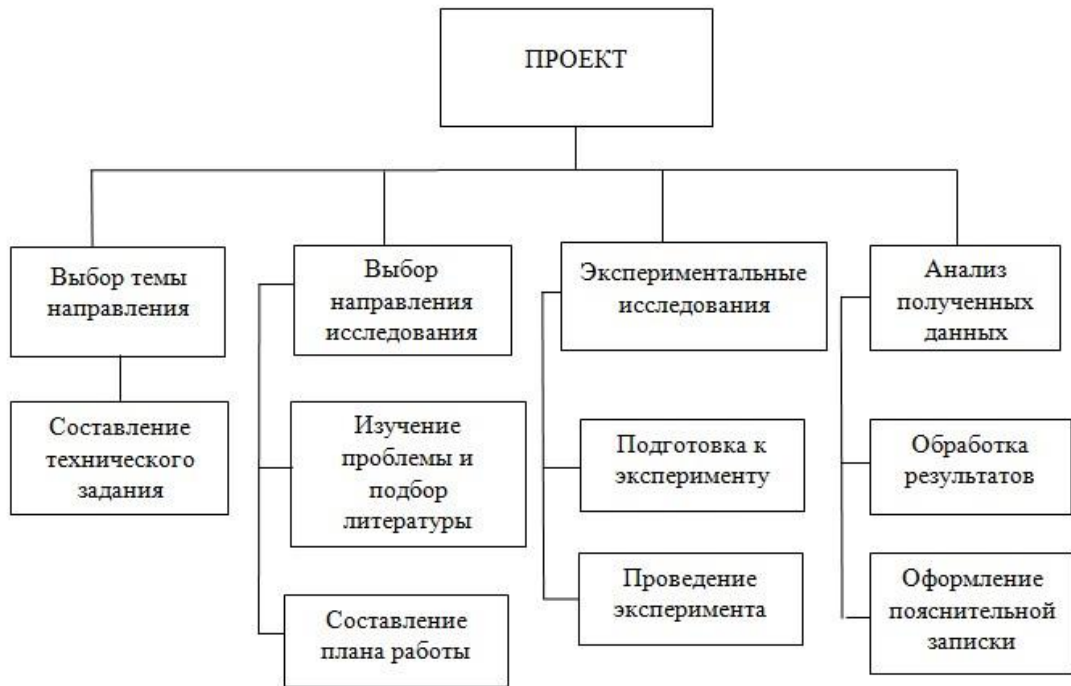 ПРОЕКТ
Выбор темы
направления
Выбор
направления
исследования
Экспериментальные
исследования
Анализ
полученных
данных
Составление
технического
задания
Изучение
проблемы и
подбор
литературы
Подготовка к
эксперименту
Обработка
результатов
Составление
плана работы
Проведение
эксперимента
Оформление
пояснительной
записки